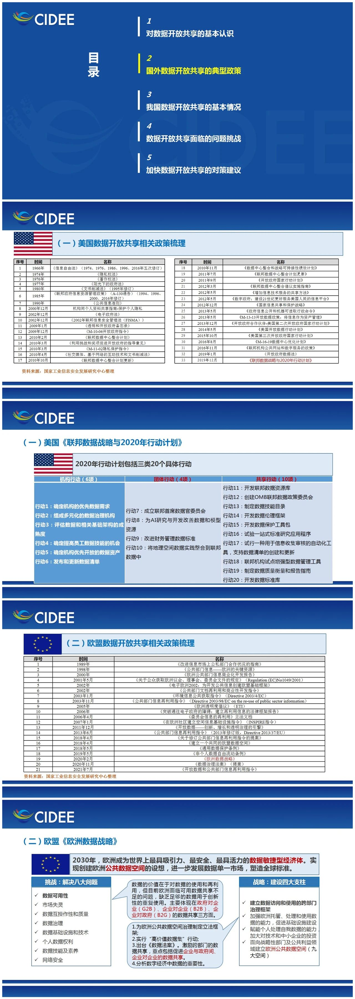 CIDEE
目
录
1
对数据开放共享的基本认识
2
国外数据开放共享的典型政策
3
我国数据开放共享的基本情况
4
数据开放共享面临的问题挑战
5
加快数据开放共享的对策建议
CIDEE
CIDEE
（一）美国数据开放共享相关政策梳理
序号 时间 名称
1 1966年 《信息自由法》（1974、1976、1986、1996、2016年五次修订）
2 1974年 《隐私权法》
3 1976年 《著作权法》
4 1977年 《阳光下的政府法》
5 1980年 《文书削减法》（1995年修订）
6 1985年 《联邦政府信息资源管理政策》（A-130通告）（1994、1996、
2000、2016年修订）
7 1990年 《公共信息准则》
8 2000年12月 机构间个人资料共享指南-保护个人隐私
9 2002年12月 《电子政府法》
10 2002年12月 《2002年联邦信息安全管理法（FISMA）》
11 2009年1月 《透明和开放政府备忘录》
12 2009年12月 《M-10-06开放政府指令》
13 2010年2月 《联邦数据中心整合计划》
14 2010年3月 《利用挑战和奖项促进开放政府的指导意见》
15 2010年3月 《M-11-02隐私保护指令》
16 2010年4月 《社交媒体、基于网络的互动技术和文书削减法》
17 2010年10月 《联邦数据中心整合计划更新》
序号 时间 名称
18 2010年11月 《数据中心整合和战略可持续性绩效计划》
19 2011年7月 《联邦数据中心整合计划更新》
20 2011年9月 《开放政府国家行动计划》
21 2012年3月 《联邦数据中心整合倡议实施指南》
22 2012年5月 《增加信息技术服务的共享方法》
23 2012年5月 《数字政府：建设21世纪更好服务美国人民的信息平台》
24 2012年12月 《国家信息共享和保护战略》
25 2013年5月 《政府信息公开和机器可读取行政命令》
26 2013年5月 《M-13-13开放数据政策：将信息作为资产管理》
27 2013年12月 《开放政府合作伙伴-美国第二次开放政府国家行动计划》
28 2014年5月 《美国开放数据行动计划》
29 2015年10月 《美国第三次开放政府国家行动计划》
30 2016年8月 《M-16-19数据中心优化计划》
31 2016年11月 《联邦机构公共网站和数字服务的政策》
32 2019年1月 《开放政府数据法》
33 2019年12月 《联邦数据战略与2020年行动计划》
资料来源：国家工业信息安全发展研究中心整理
CIDEE
（一）美国《联邦数据战略与2020年行动计划》
2020年行动计划包括三类20个具体行动
机构行动（6项）
行动1：确定机构的优先数据需求
行动2：组成多元化的数据治理机构
行动3：评估数据和相关基础架构的成
熟度
行动4：确定提高员工数据技能的机会
行动5：确定机构优先开放的数据资产
行动6：发布和更新数据清单
团体行动（4项）
行动7：成立联邦首席数据官委员会
行动8：为AI研究与开发改善数据和模型
资源
行动9：改进财务管理数据标准
行动10：将地理空间数据实践整合到联邦
数据中
共享行动（10项）
行动11：开发联邦数据资源库
行动12：创建OMB联邦数据政策委员会
行动13：制定数据技能目录
行动14：开发数据伦理框架
行动15：开发数据保护工具包
行动16：试验一站式标准研究应用程序
行动17：试行一种用于信息收集审核的自动化工
具，支持数据清单的创建和更新
行动18：联邦机构试点增强型数据管理工具
行动19：制定数据质量衡量和报告指南
行动20：开发数据标准库
CIDEE
（二）欧盟数据开放共享相关政策梳理
序号 时间 名称
1 1989年 《改进信息市场上公私部门合作状况的指南》
2 1998年 《公共部门信息——欧洲的关键资源》
3 2000年 《欧洲公共部门信息商业化开发报告》
4 2001年5月 《关于公众获取欧洲议会、理事会、委员会文件的规定》（Regulation (EC)No1049/2001）
5 2002年 《电子欧洲2002：为开发公共信息创建欧盟基础框架》
6 2002年 《公共部门文档再利用和商业性开发指令》
7 2003年1月 《环境信息公共获取指令》（Directive 2003/4/EC）
8 2003年11月 《公共部门信息再利用指令》（Directive 2003/98/EC on the re-use of public sector information）
9 2005年 《欧洲透明度倡议》（ETI）
10 2006年 《突破通往电子政府的障碍：建立再利用信息的法律框架报告》
11 2006年4月 《委员会信息的再利用》立法文档
12 2007年1月 《在欧洲社区建立空间信息基础设施指令》（INSPIRE指令）
13 2011年12月 《开放数据——创新、增长和透明治理的引擎》
14 2013年6月 《公共部门信息再利用指令》（2013年修订版，Directive 2013/37/EU）
15 2018年4月 《关于修订公共部门信息再利用指令的提案》
16 2018年4月 《建立一个共同的欧盟数据空间》
17 2018年5月 《通用数据保护条例》
18 2019年5月 《非个人数据自由流动条例》
19 2020年2月 《欧洲数据战略》
20 2020年11月 《数据治理法案》（提案）
21 2021年7月 《开放数据和公共部门信息再利用指令》
资料来源：国家工业信息安全发展研究中心整理
CIDEE
（二）欧盟《欧洲数据战略》
2030年，欧洲成为世界上最具吸引力、最安全、最具活力的数据敏捷型经济体。实
现创建欧洲公共数据空间的设想，进一步发展数据单一市场，塑造全球标准。
挑战：解决八大问题
✓ 数据可用性
✓ 市场失灵
✓ 数据互操作性和质量
✓ 数据治理
✓ 数据基础设施和技术
✓ 个人数据权利
✓ 数据技能及素养
✓ 网络安全
数据的价值在于对数据的使用和再利
用，但目前欧洲面临可用数据共享不
足的问题，缺乏足够的数据用于创新
性的重复使用。主要体现在政府对企
业（G2B）、企业对企业（B2B）、企
业对政府（B2G）的数据共享三方面。
1.为欧洲公共数据空间治理制定立法框
架;
2.实行“高价值数据集”行动;
3.出台《数据法案》。激励跨部门的数
据共享，重点包括促进企业与政府间、
企业对企业的数据共享。
4.分析数字经济中数据的重要性。
战略：建设四大支柱
✓ 建立数据访问和使用的跨部门
治理框架
✓ 加强欧洲托管、处理和使用数
据的能力，促进基础设施建设
✓ 赋能个人处理自我数据的能力，
加大对技术和中小企业的投资
✓ 面向战略性部门及公共利益领
域建立欧洲公共数据空间（九
大空间）